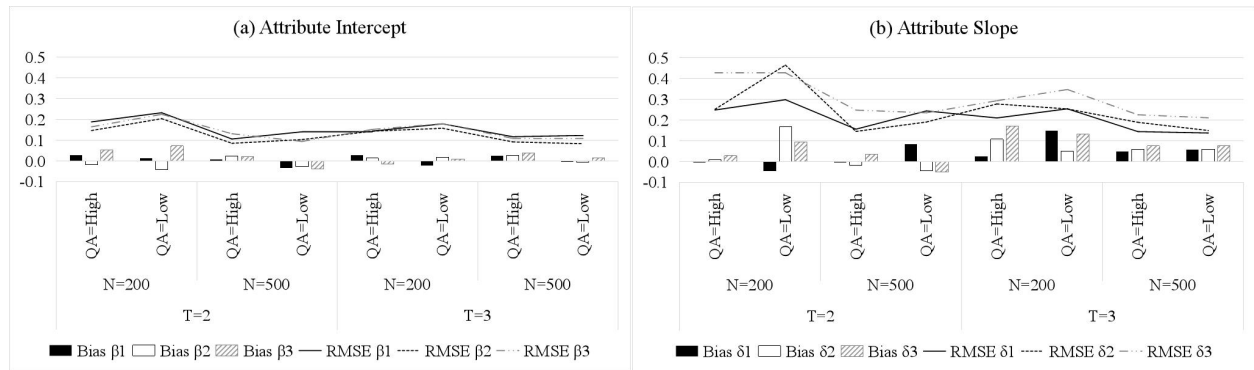 (a) Attribute Intercept
0.5
0.4
0.3
0.2
0.1
0.0
-0.1
QA=High
QA=Low
QA=High
QA=Low
QA=High
QA=Low
QA=High
QA=Low
N=200 N=500 N=200 N=500
T=2 T=3
Bias β1 Bias β2 Bias β3 RMSE β1 RMSE β2 RMSE β3
(b) Attribute Slope
0.5
0.4
0.3
0.2
0.1
0.0
-0.1
QA=High
QA=Low
QA=High
QA=Low
QA=High
QA=Low
QA=High
QA=Low
N=200 N=500 N=200 N=500
T=2 T=3
Bias δ1 Bias δ2 Bias δ3 RMSE δ1 RMSE δ2 RMSE δ3